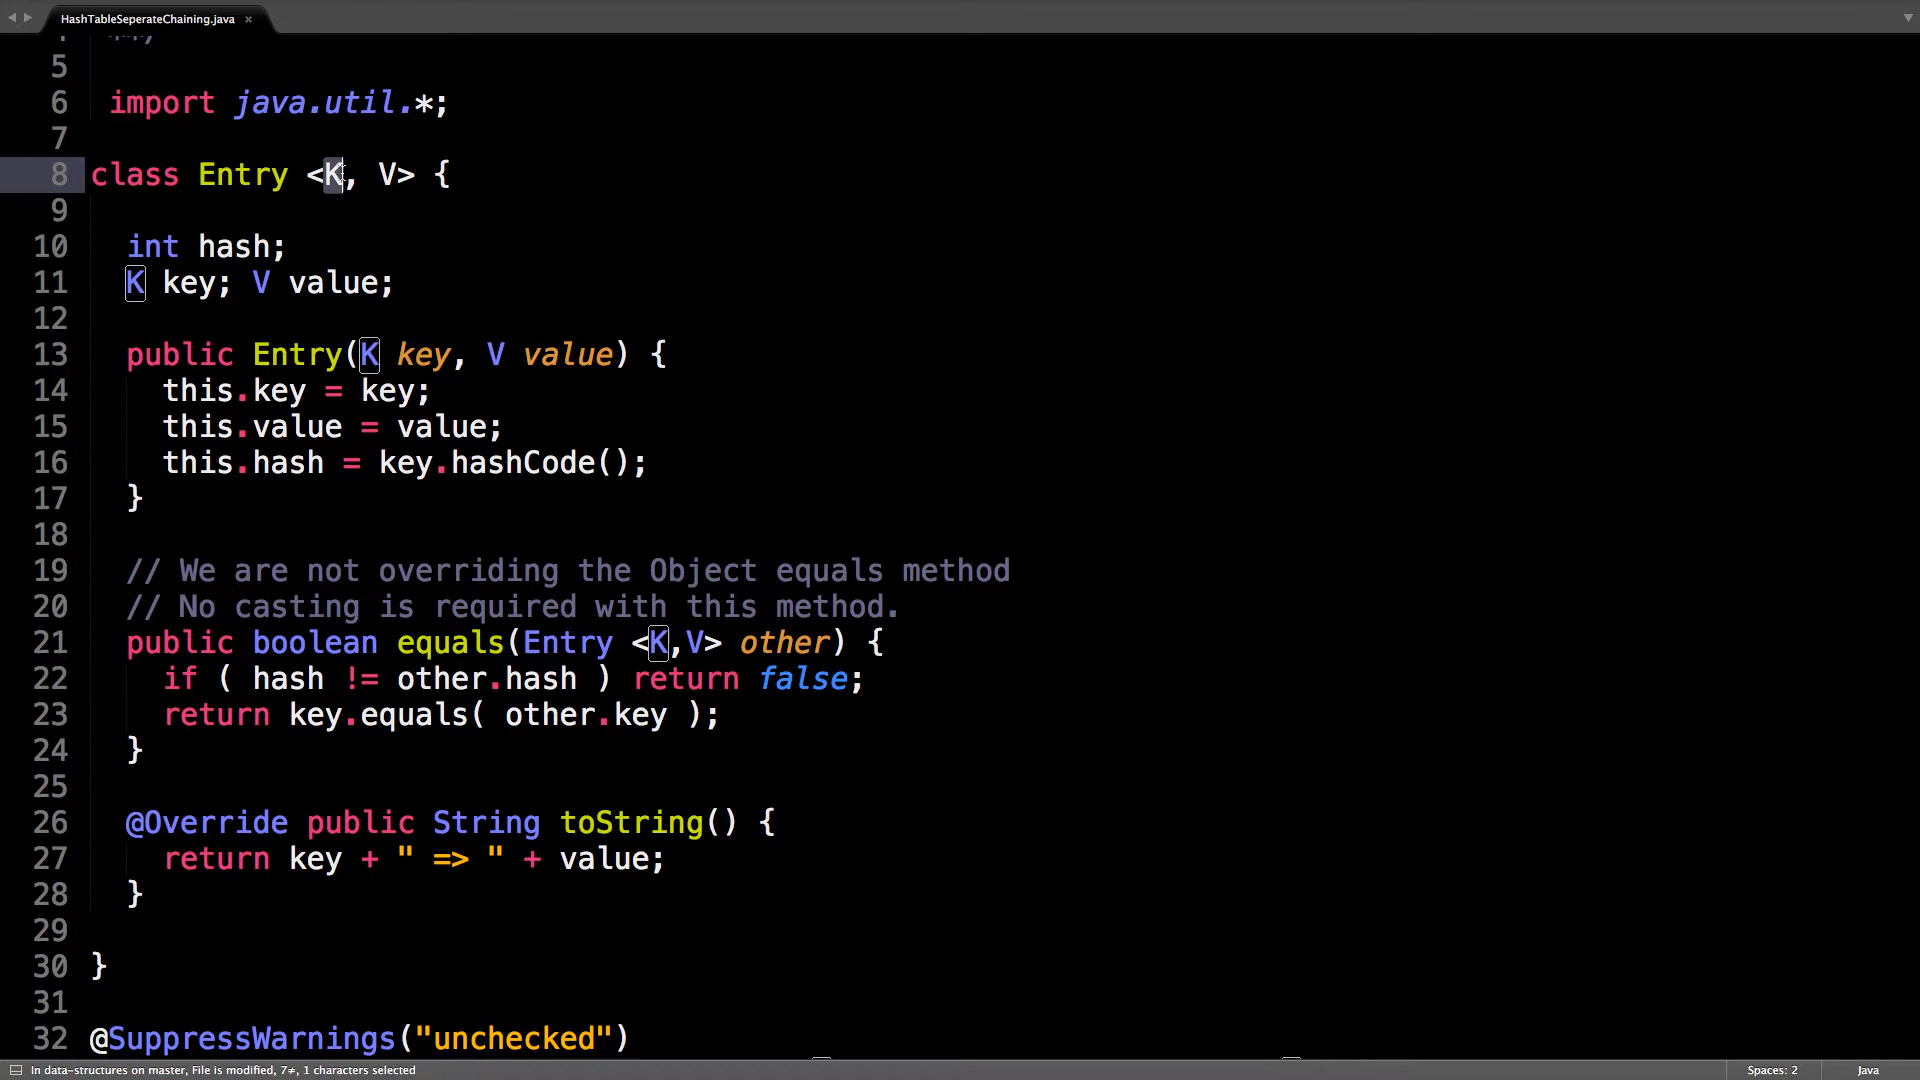 HashTableSeperateChaining.java ×
5
6 import java.util.*;
7
8 class Entry <K, V> {
9
10 int hash;
11 K key; V value;
12
13 public Entry(K key, V value) {
14 this.key = key;
15 this.value = value;
16 this.hash = key.hashCode();
17 }
18
19 // We are not overriding the Object equals method
20 // No casting is required with this method.
21 public boolean equals(Entry <K,V> other) {
22 if ( hash != other.hash ) return false;
23 return key.equals( other.key );
24 }
25
26 @Override public String toString() {
27 return key + " => " + value;
28 }
29
30 }
31
32 @SuppressWarnings("unchecked")
In data-structures on master, File is modified, 7≠, 1 characters selected Spaces: 2 Java